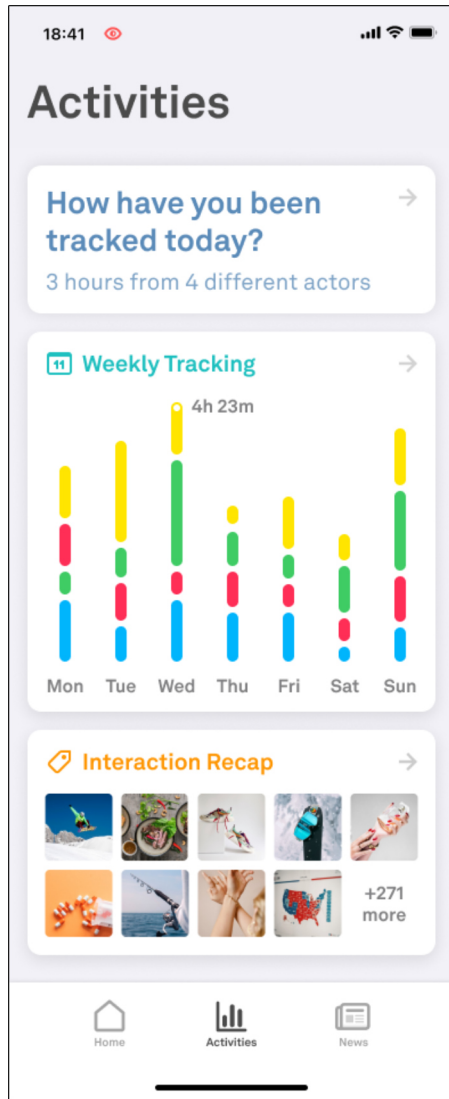 18:41
Activities
How have you been
tracked today?
3 hours from 4 different actors
11 Weekly Tracking
4h 23m
Mon Tue Wed Thu Fri Sat Sun
Interaction Recap
+271
more
Home Activities News